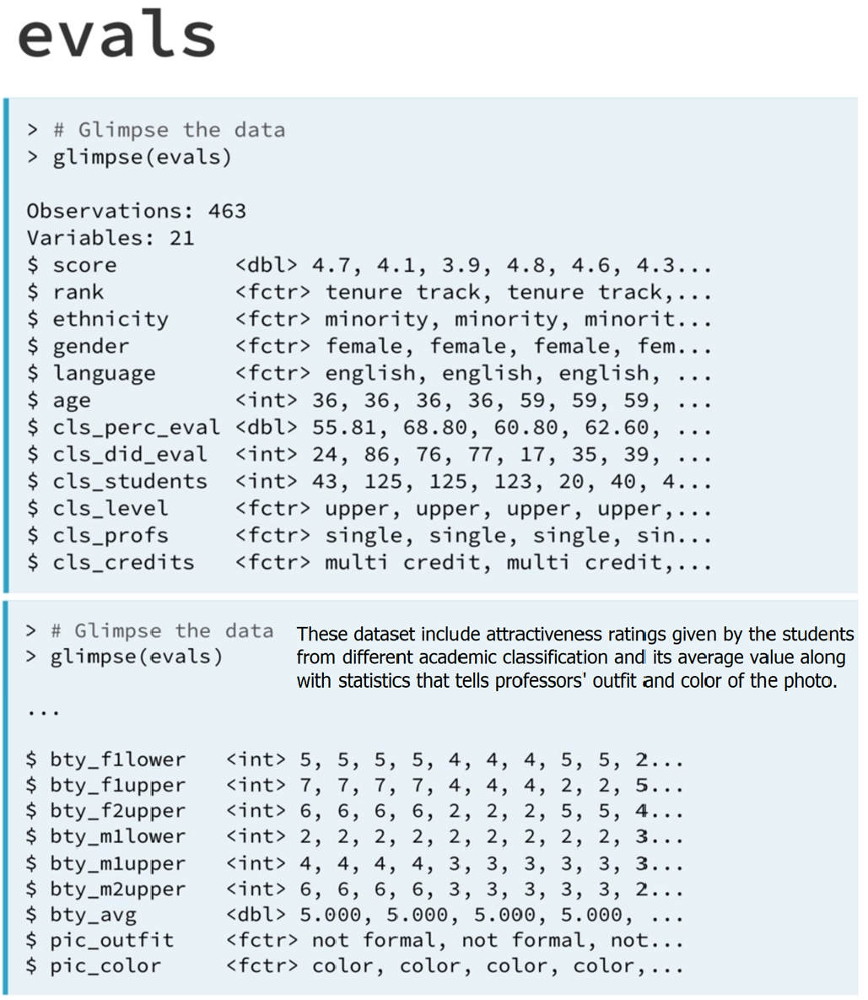 evals
> # Glimpse the data
> glimpse(evals)
Observations: 463
Variables: 21
$ score <dbl> 4.7, 4.1, 3.9, 4.8, 4.6, 4.3...
$ rank <fctr> tenure track, tenure track,...
$ ethnicity <fctr> minority, minority, minorit...
$ gender <fctr> female, female, female, fem...
$ language <fctr> english, english, english, ...
$ age <int> 36, 36, 36, 36, 59, 59, 59, ...
$ cls_perc_eval <dbl> 55.81, 68.80, 60.80, 62.60, ...
$ cls_did_eval <int> 24, 86, 76, 77, 17, 35, 39, ...
$ cls_students <int> 43, 125, 125, 123, 20, 40, 4...
$ cls_level <fctr> upper, upper, upper, upper,...
$ cls_profs <fctr> single, single, single, sin...
$ cls_credits <fctr> multi credit, multi credit,...
> # Glimpse the data
> glimpse(evals)
These dataset include attractiveness ratings given by the students
from different academic classification and its average value along
with statistics that tells professors' outfit and color of the photo.
...
$ bty_f1lower <int> 5, 5, 5, 5, 4, 4, 4, 5, 5, 2...
$ bty_f1upper <int> 7, 7, 7, 7, 4, 4, 4, 2, 2, 5...
$ bty_f2upper <int> 6, 6, 6, 6, 2, 2, 2, 5, 5, 4...
$ bty_m1lower <int> 2, 2, 2, 2, 2, 2, 2, 2, 2, 3...
$ bty_m1upper <int> 4, 4, 4, 4, 3, 3, 3, 3, 3, 3...
$ bty_m2upper <int> 6, 6, 6, 6, 3, 3, 3, 3, 3, 2...
$ bty_avg <dbl> 5.000, 5.000, 5.000, 5.000, ...
$ pic_outfit <fctr> not formal, not formal, not...
$ pic_color <fctr> color, color, color, color,...